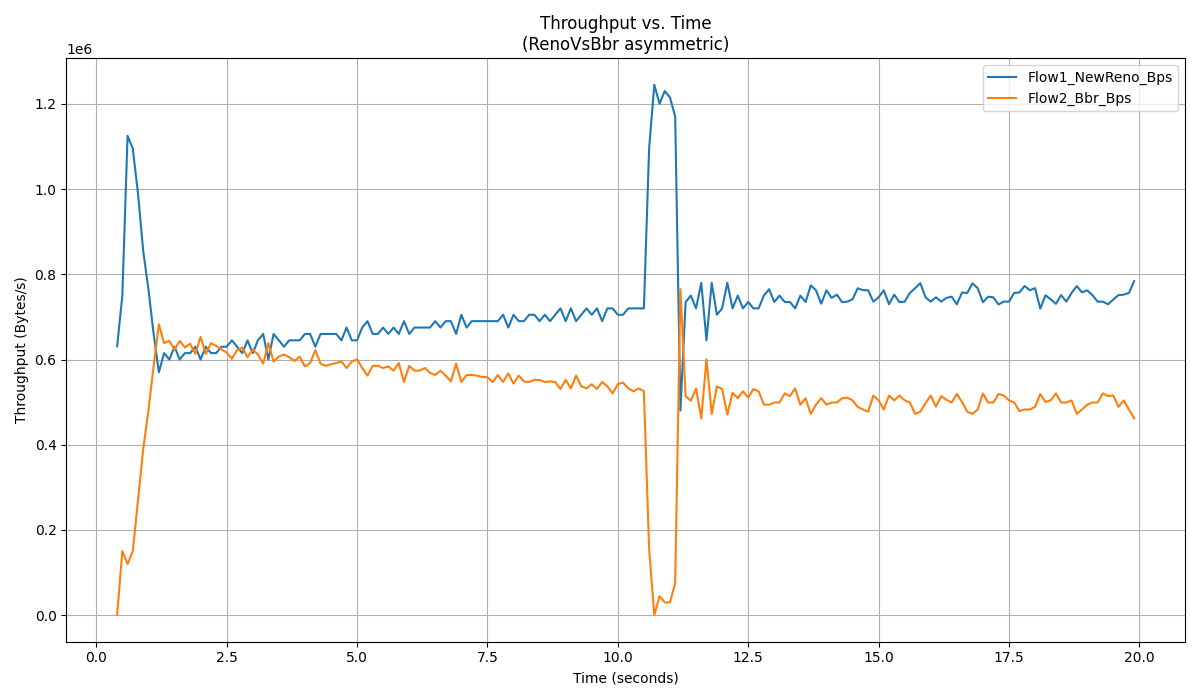 Throughput vs. Time
(RenoVsBbr asymmetric)
1e6
Flow1_NewReno_Bps
Flow2_Bbr_Bps
Throughput (Bytes/s)
1.2
1.0
0.8
0.6
0.4
0.2
0.0
0.0 2.5 5.0 7.5 10.0 12.5 15.0 17.5 20.0
Time (seconds)